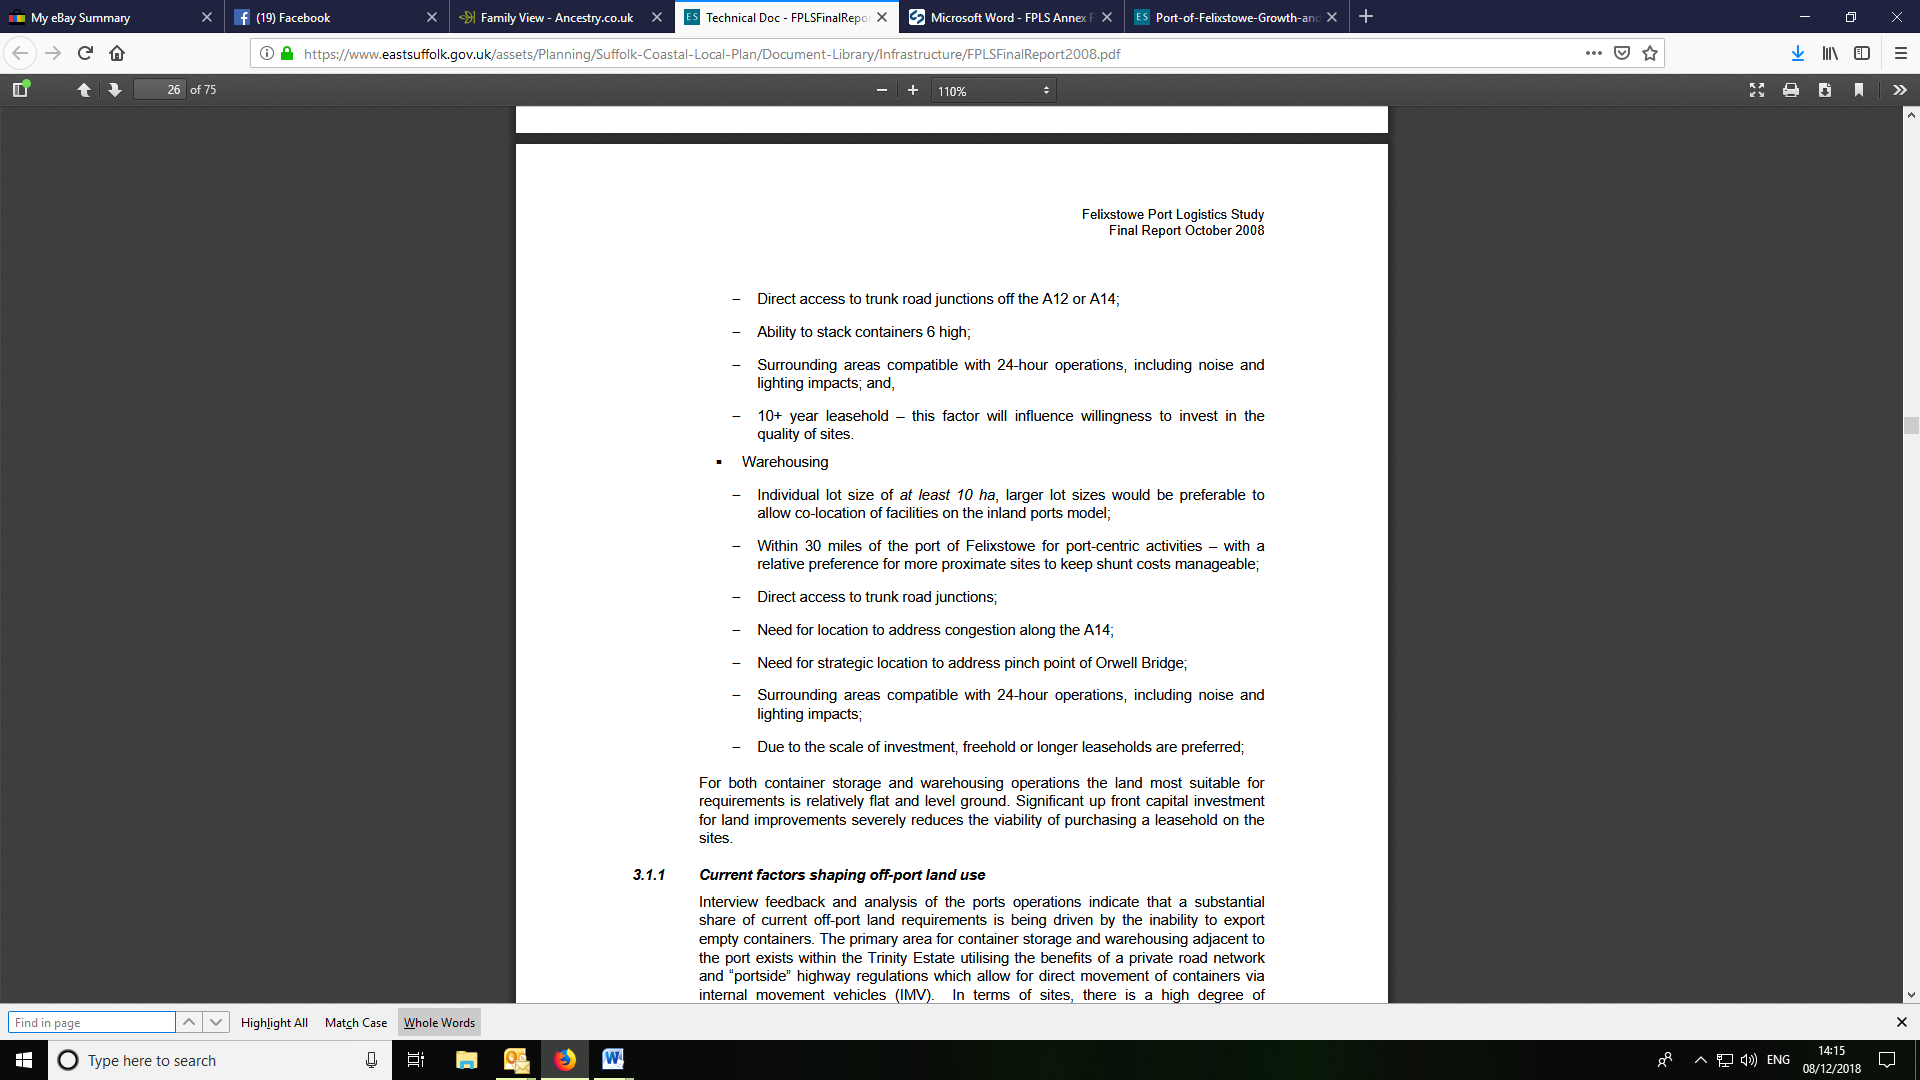 My eBay Summary
(19) Facebook
Family View - Ancestry.co.uk
ES Technical Doc - FPLSFinalRepo
Microsoft Word - FPLS Annex F
ES Port-of-Felixstowe-Growth-and
https://www.eastsuffolk.gov.uk/assets/Planning/Suffolk-Coastal-Local-Plan/Document-Library/Infrastructure/FPLSFinalReport2008.pdf
26 of 75
110%
Felixstowe Port Logistics Study
Final Report October 2008
– Direct access to trunk road junctions off the A12 or A14;
– Ability to stack containers 6 high;
– Surrounding areas compatible with 24-hour operations, including noise and
lighting impacts; and,
– 10+ year leasehold – this factor will influence willingness to invest in the
quality of sites.
▪ Warehousing
– Individual lot size of at least 10 ha, larger lot sizes would be preferable to
allow co-location of facilities on the inland ports model;
– Within 30 miles of the port of Felixstowe for port-centric activities – with a
relative preference for more proximate sites to keep shunt costs manageable;
– Direct access to trunk road junctions;
– Need for location to address congestion along the A14;
– Need for strategic location to address pinch point of Orwell Bridge;
– Surrounding areas compatible with 24-hour operations, including noise and
lighting impacts;
– Due to the scale of investment, freehold or longer leaseholds are preferred;
For both container storage and warehousing operations the land most suitable for
requirements is relatively flat and level ground. Significant up front capital investment
for land improvements severely reduces the viability of purchasing a leasehold on the
sites.
3.1.1 Current factors shaping off-port land use
Interview feedback and analysis of the ports operations indicate that a substantial
share of current off-port land requirements is being driven by the inability to export
empty containers. The primary area for container storage and warehousing adjacent to
the port exists within the Trinity Estate utilising the benefits of a private road network
and “portside” highway regulations which allow for direct movement of containers via
internal movement vehicles (IMV). In terms of sites, there is a high degree of
Find in page
Highlight All
Match Case
Whole Words
Type here to search
ENG
14:15
08/12/2018